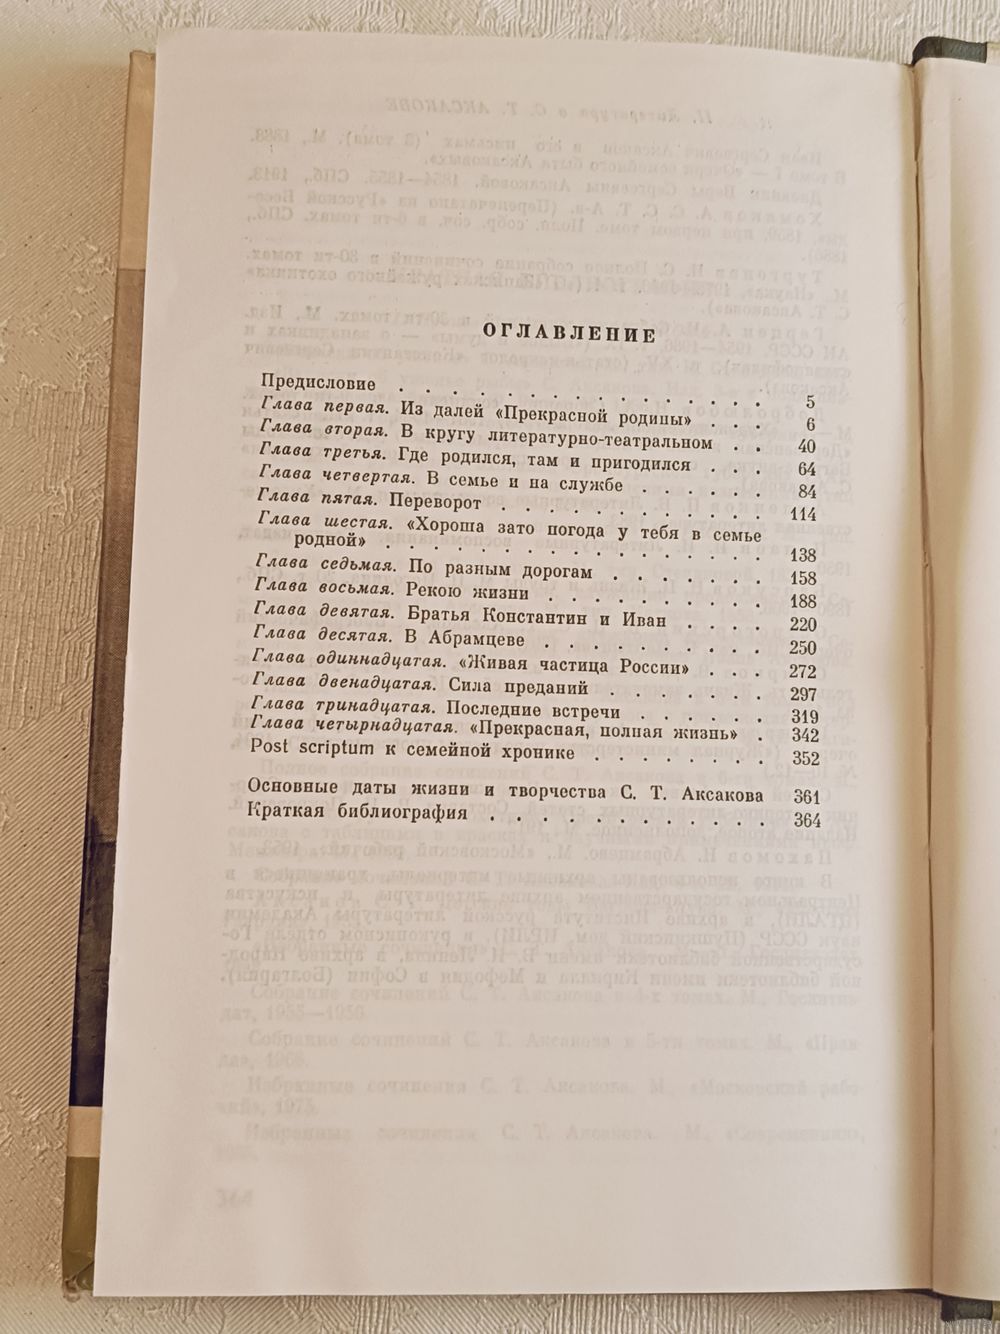 ОГЛАВЛЕНИЕ
Предисловие . . . . . . . . . . . . . . 5
Глава первая. Из далей «Прекрасной родины» . . . 6
Глава вторая. В кругу литературно-театральном . . 40
Глава третья. Где родился, там и пригодился . . . 64
Глава четвертая. В семье и на службе . . . . . . 84
Глава пятая. Переворот . . . . . . . . . . . 114
Глава шестая. «Хороша зато погода у тебя в семье
родной» . . . . . . . . . . . . . . . 138
Глава седьмая. По разным дорогам . . . . . . . 158
Глава восьмая. Рекою жизни . . . . . . . . . . 188
Глава девятая. Братья Константин и Иван . . . . 220
Глава десятая. В Абрамцеве . . . . . . . . . . 250
Глава одиннадцатая. «Живая частица России» . . . 272
Глава двенадцатая. Сила преданий . . . . . . . 297
Глава тринадцатая. Последние встречи . . . . . . 319
Глава четырнадцатая. «Прекрасная, полная жизнь» . 342
Post scriptum к семейной хронике . . . . . . . . 352
Основные даты жизни и творчества С. Т. Аксакова 361
Краткая библиография . . . . . . . . . . . . 364